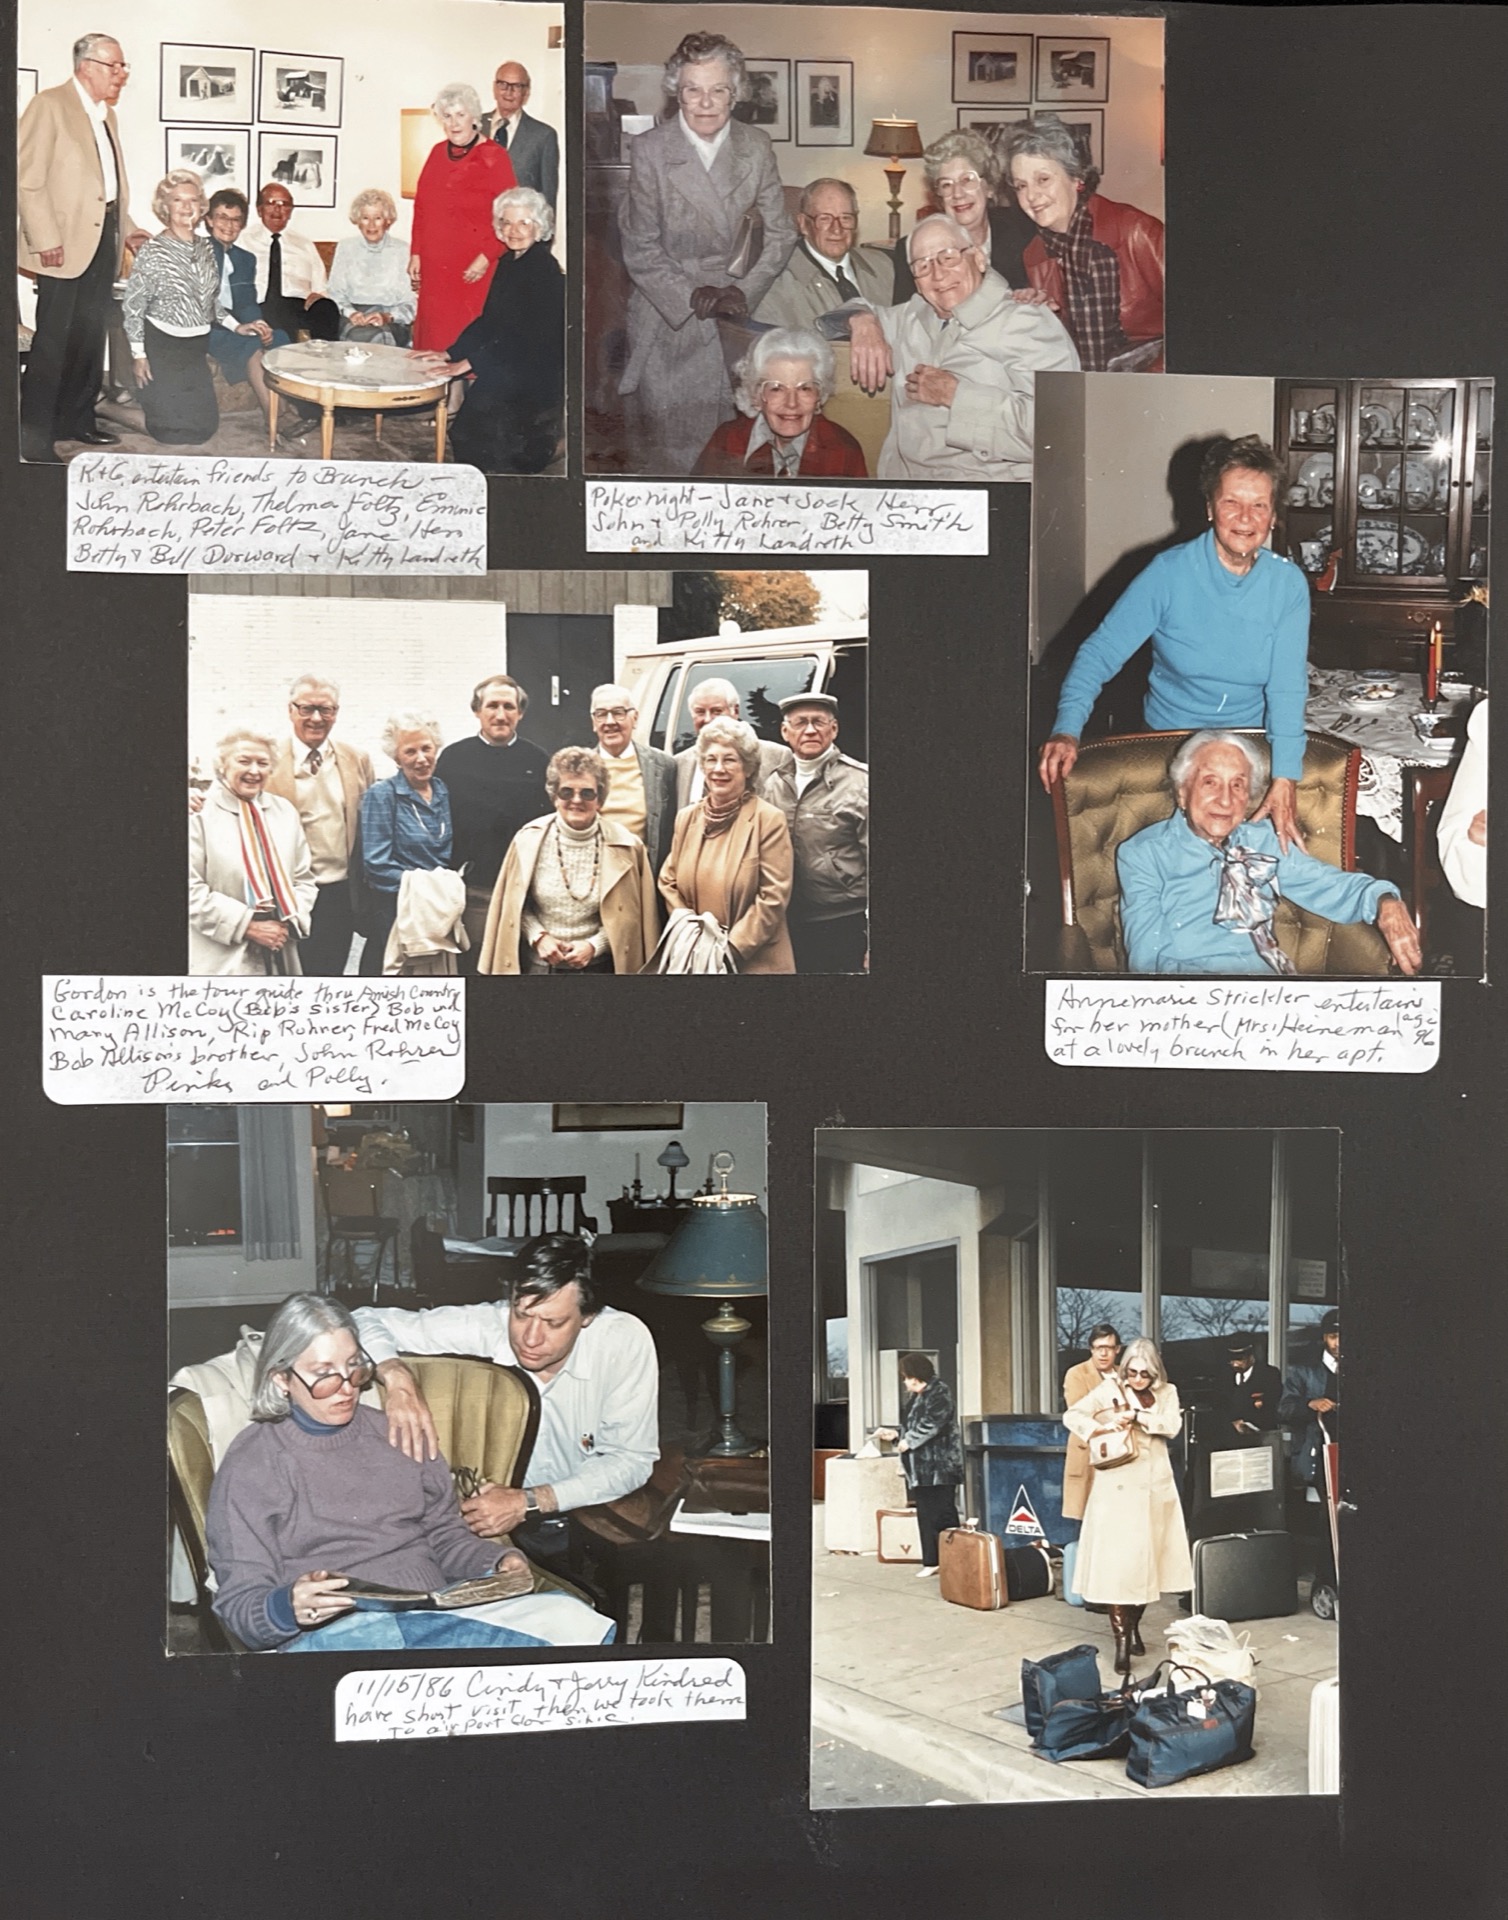 K+G. entertain friends to Brunch -
John Rohrbach, Thelma Foltz, Emmie
Rohrbach, Peter Foltz, Jane Herr
Betty & Bill Dorward & Kitty Landreth
Poker night - Jane & Jock Herr,
John & Polly Rohrer, Betty Smith
and Kitty Landreth
Gordon is the tour guide thru Amish Country
Caroline McCoy (Bob's sister) Bob and
Mary Allison, Rip Rohrer, Fred McCoy
Bob Allison's brother, John Rohrer
Pinky and Polly.
Annemarie Strickler entertains
for her mother (Mrs. Heineman age 96
at a lovely brunch in her apt.
DELTA
11/15/86 Cindy & Jerry Kindred
have short visit then we took them
to airport for S.L.C.